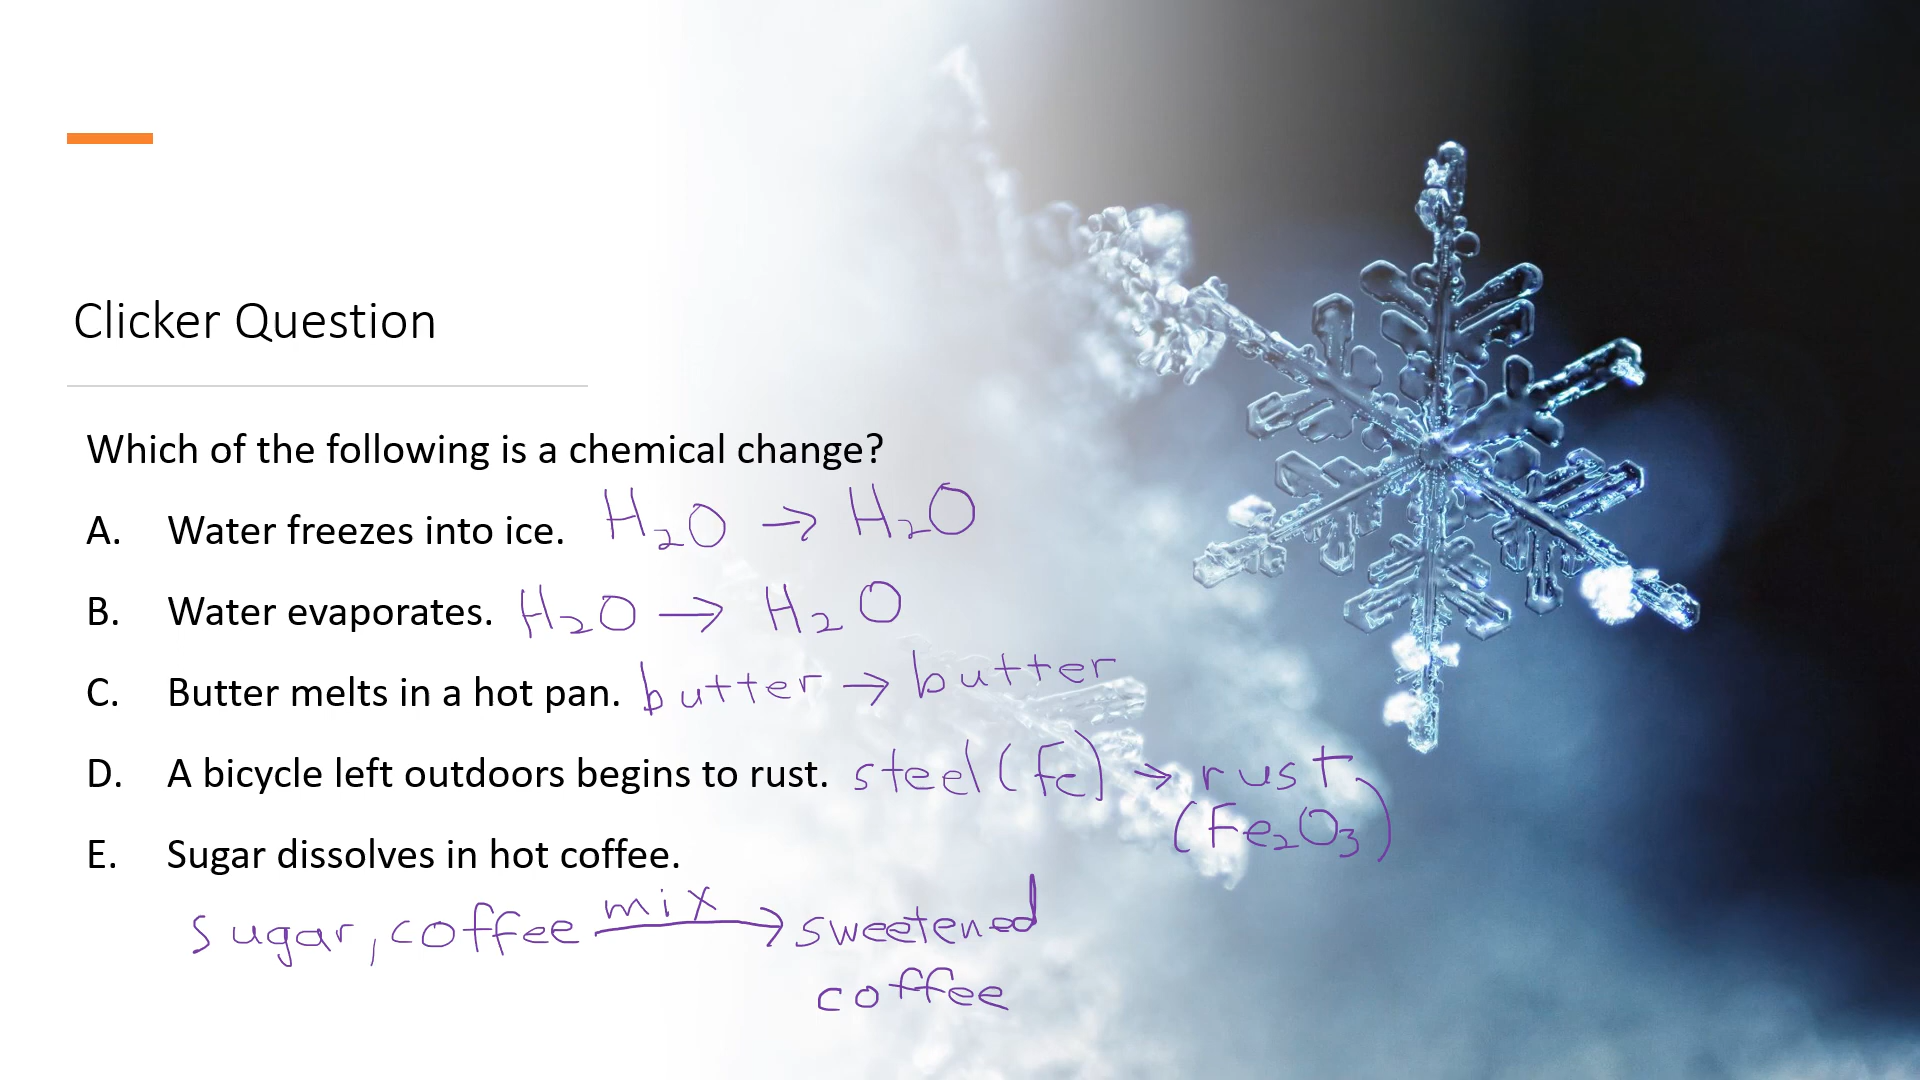 Clicker Question
Which of the following is a chemical change?
A. Water freezes into ice. H₂O → H₂O
B. Water evaporates. H₂O → H₂O
C. Butter melts in a hot pan. butter → butter
D. A bicycle left outdoors begins to rust. steel (Fe) → rust
(Fe₂O₃)
E. Sugar dissolves in hot coffee.
sugar, coffee mix → sweetened
coffee